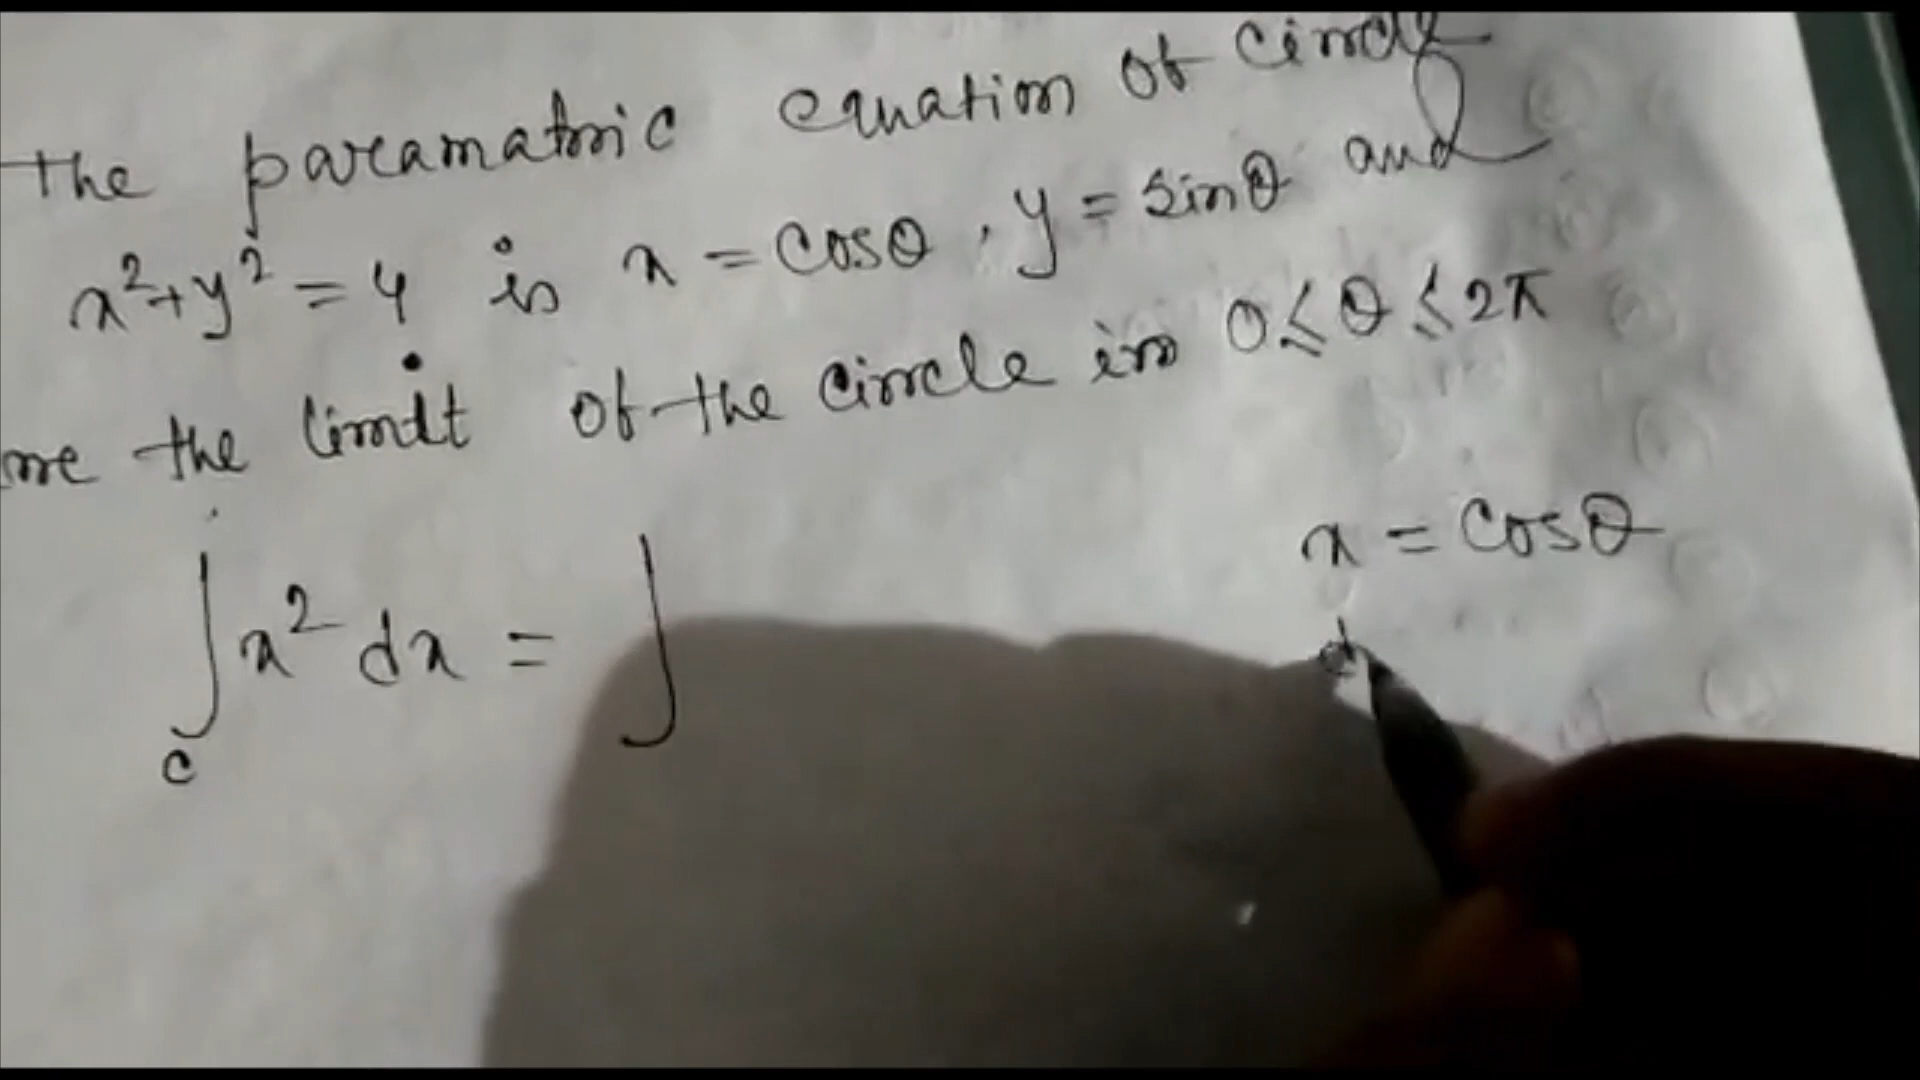 the paramatric equation of circle
x²+y² = 4 is x = cosθ, y = sinθ and
the limit of the circle is 0 ≤ θ ≤ 2π
∫ x² dx = ∫
c
x = cosθ
d